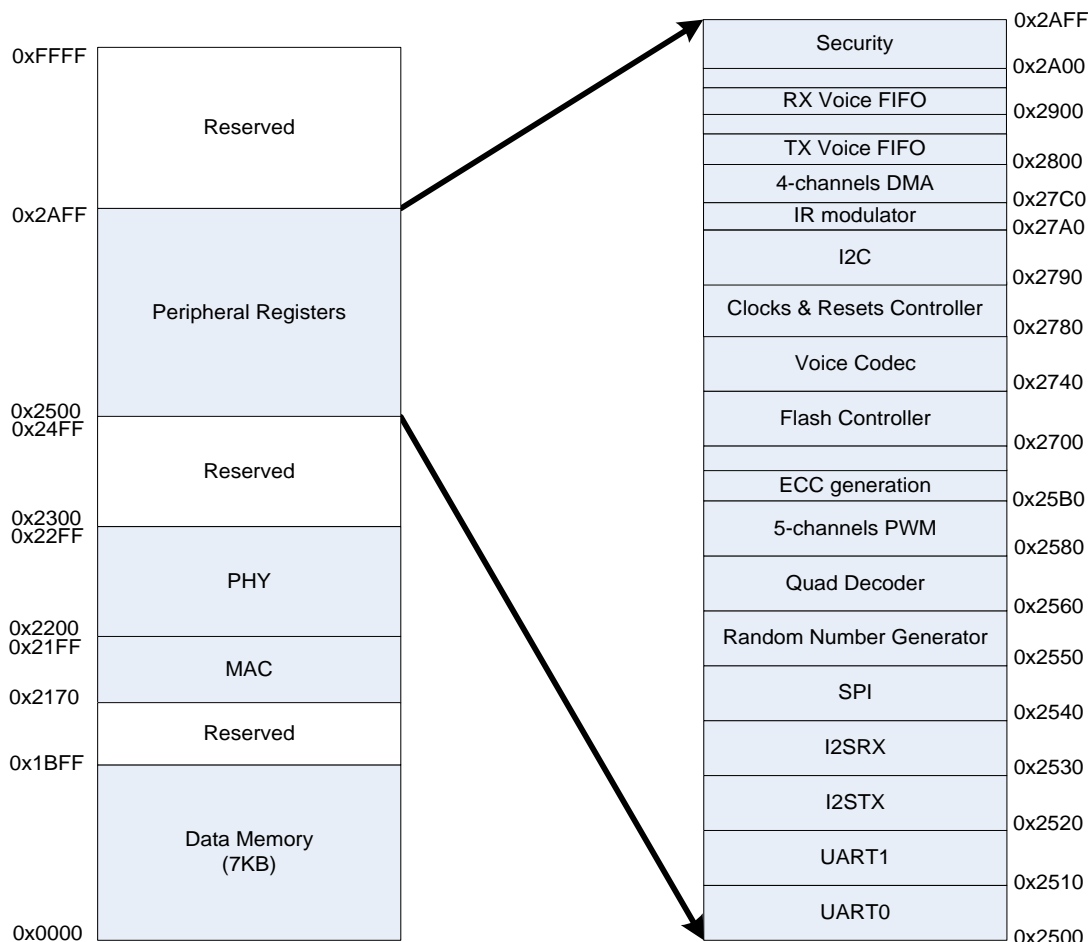 0xFFFF
Reserved
0x2AFF
Peripheral Registers
0x2500
0x24FF
Reserved
0x2300
0x22FF
PHY
0x2200
0x21FF
MAC
0x2170
Reserved
0x1BFF
Data Memory
(7KB)
0x0000
0x2AFF
Security
0x2A00
RX Voice FIFO
0x2900
TX Voice FIFO
0x2800
4-channels DMA
0x27C0
IR modulator
0x27A0
I2C
0x2790
Clocks & Resets Controller
0x2780
Voice Codec
0x2740
Flash Controller
0x2700
ECC generation
0x25B0
5-channels PWM
0x2580
Quad Decoder
0x2560
Random Number Generator
0x2550
SPI
0x2540
I2SRX
0x2530
I2STX
0x2520
UART1
0x2510
UART0
0x2500